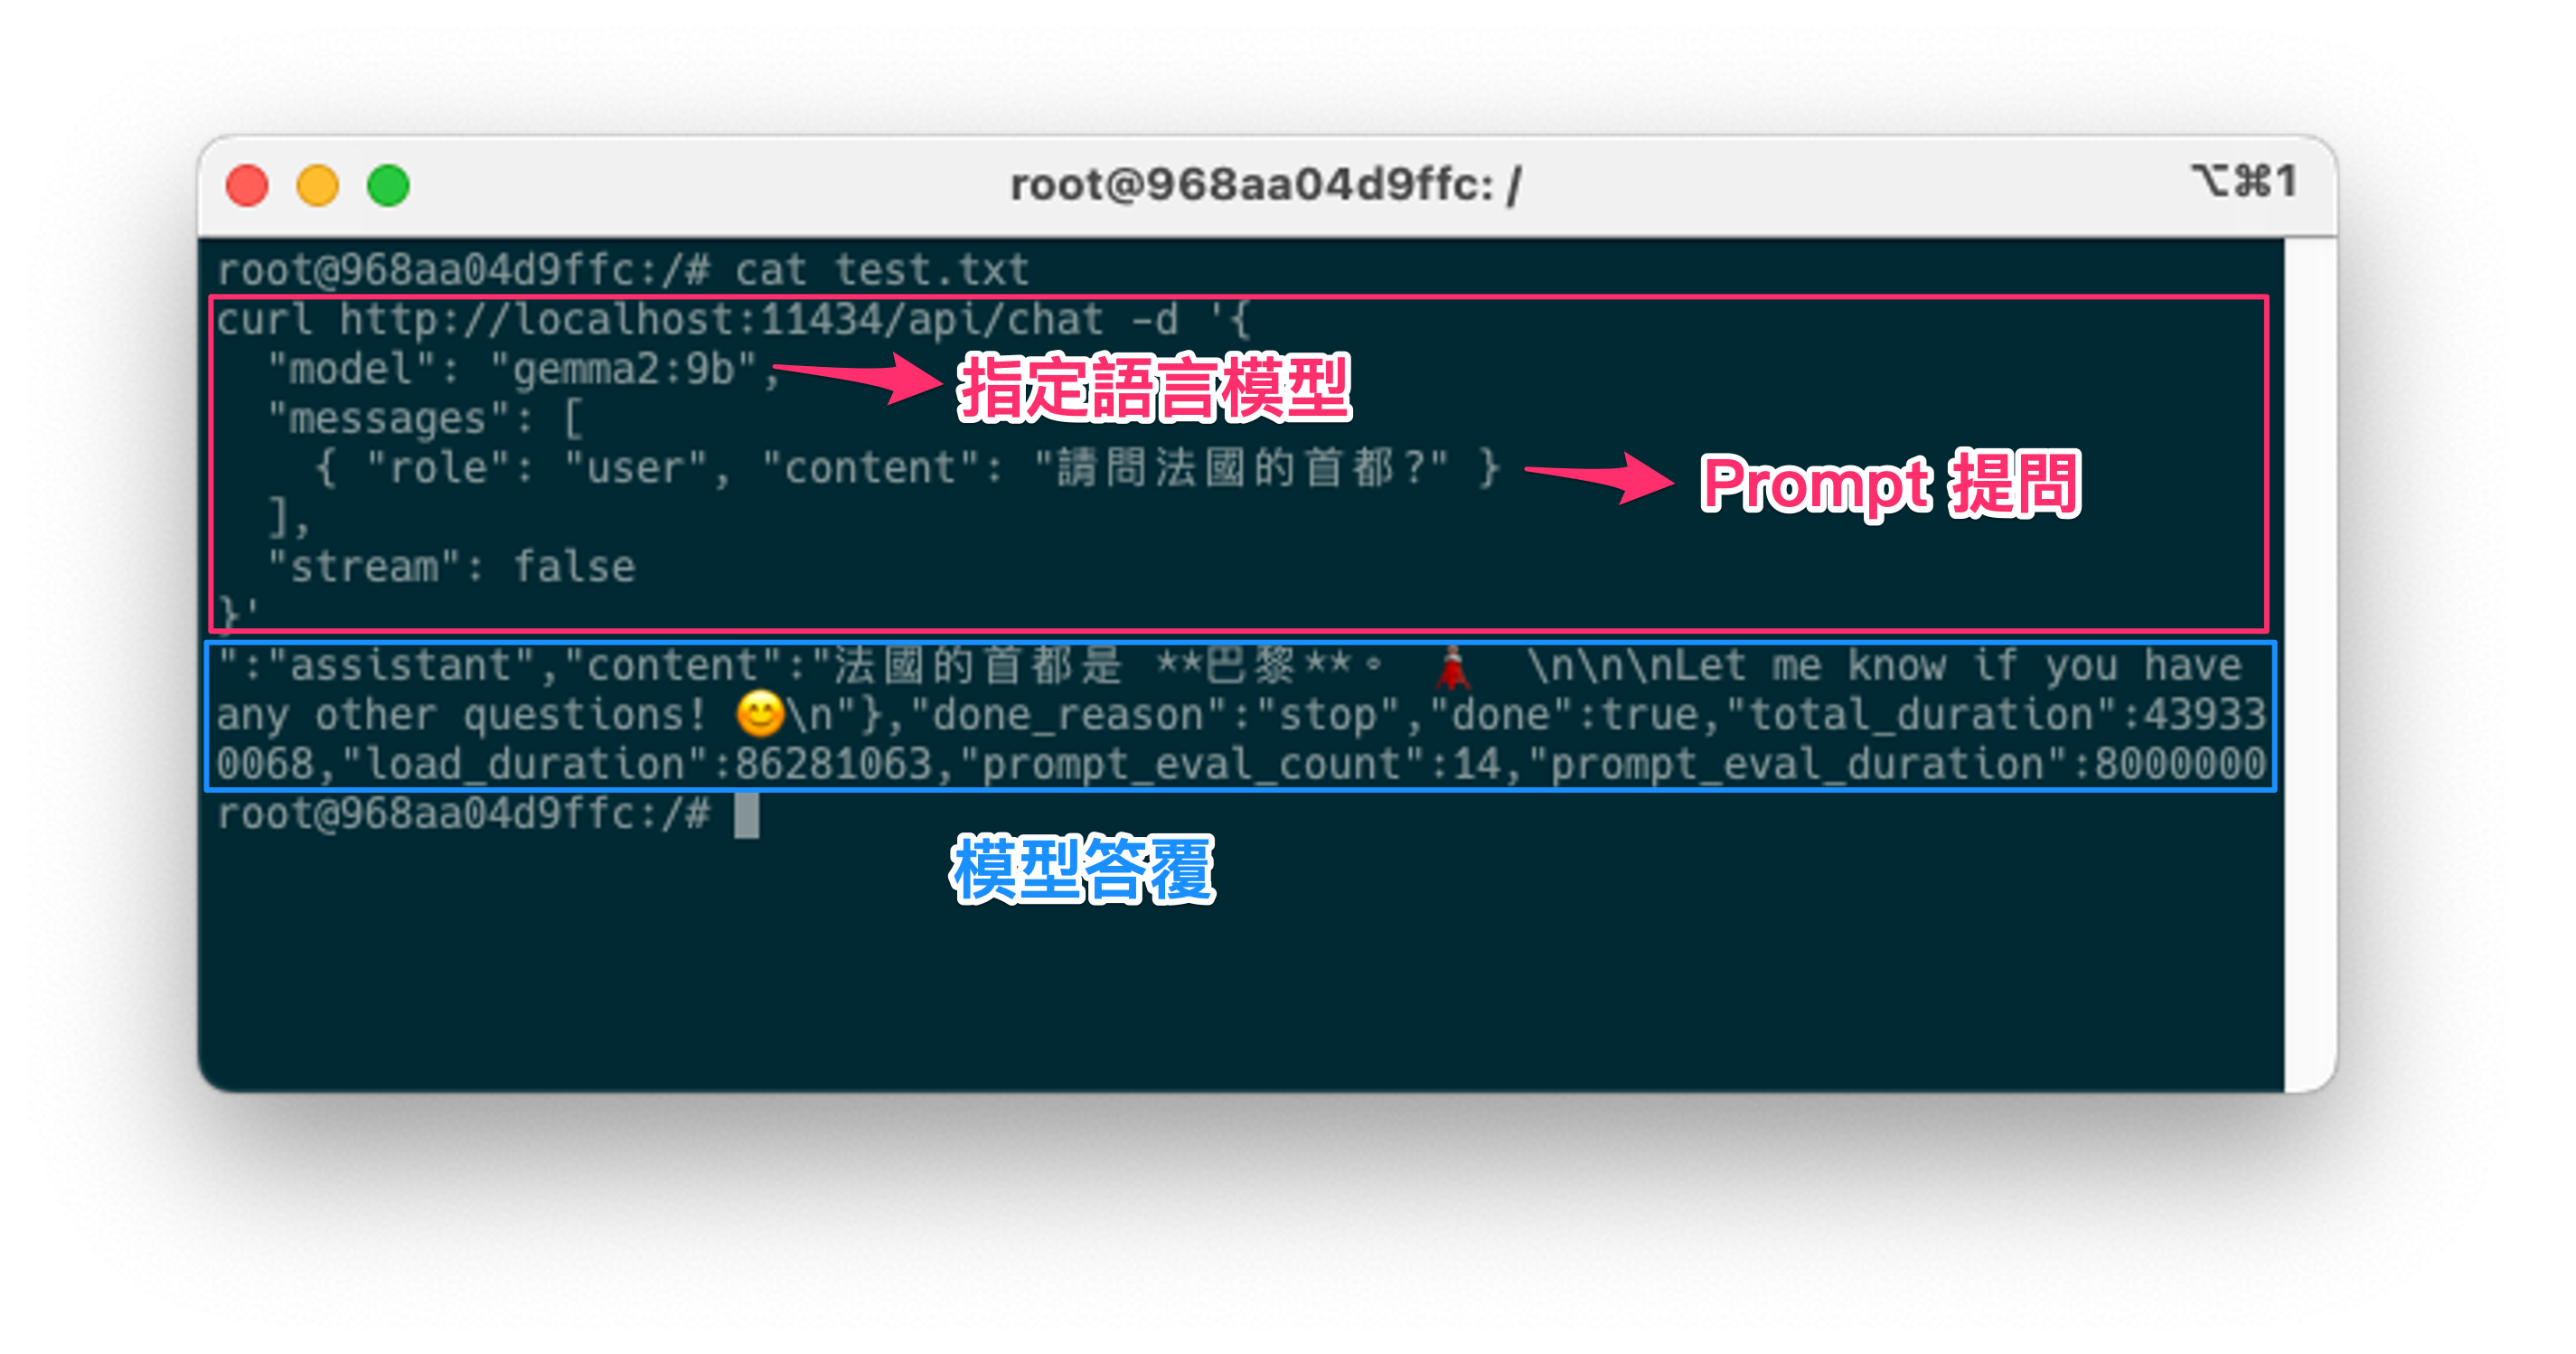 root@968aa04d9ffc: /
⌥⌘1
root@968aa04d9ffc:/# cat test.txt
curl http://localhost:11434/api/chat -d '{
  "model": "gemma2:9b",
指定語言模型
  "messages": [
    { "role": "user", "content": "請問法國的首都?" }
Prompt 提問
  ],
  "stream": false
}'
":"assistant","content":"法國的首都是 **巴黎**。 🗼 \n\n\nLet me know if you have
any other questions! 😊\n"},"done_reason":"stop","done":true,"total_duration":43933
0068,"load_duration":86281063,"prompt_eval_count":14,"prompt_eval_duration":8000000
root@968aa04d9ffc:/#
模型答覆